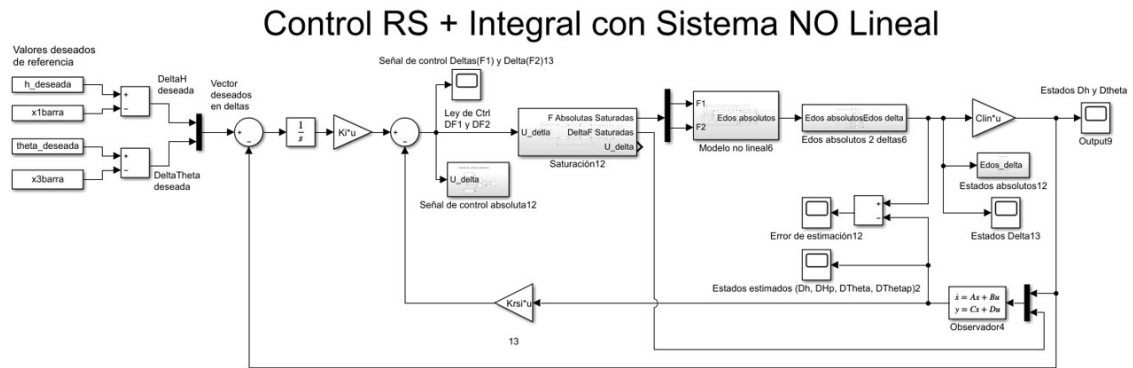 Control RS + Integral con Sistema NO Lineal
Valores deseados
de referencia
h_deseada
x1barra
DeltaH
deseada
theta_deseada
x3barra
DeltaTheta
deseada
Vector
deseados
en deltas
1
s
Ki*u
Señal de control Deltas(F1) y Delta(F2)13
Ley de Ctrl
DF1 y DF2
U_delta
Señal de control absoluta12
U_detla
F Absolutas Saturadas
DeltaF Saturadas
U_delta
Saturación12
F1
F2
Edos absolutos
Modelo no lineal6
Edos absolutos
Edos delta
Edos absolutos 2 deltas6
Clin*u
Estados Dh y Dtheta
Output9
Edos_delta
Estados absolutos12
Estados Delta13
Error de estimación12
Estados estimados (Dh, DHp, DTheta, DThetap)2
Krsi*u
13
ẋ = Ax + Bu
y = Cx + Du
Observador4